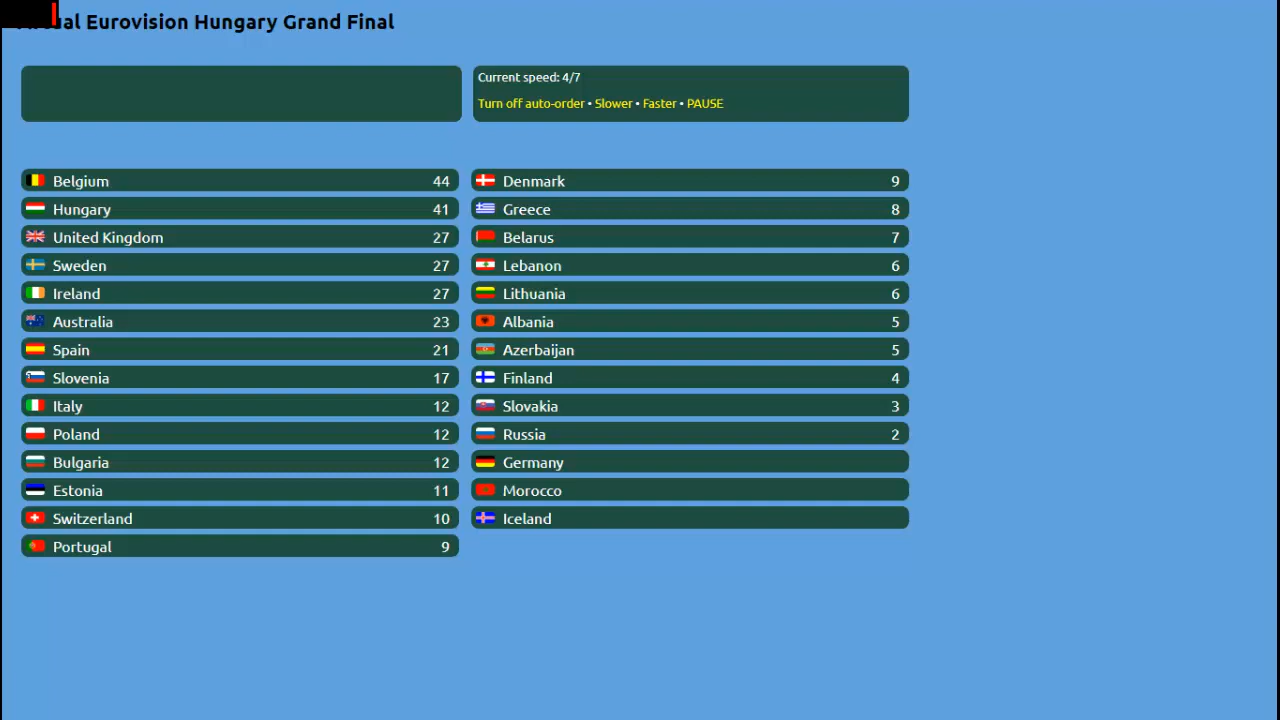 Eurovision Hungary Grand Final
Current speed: 4/7
Turn off auto-order • Slower • Faster • PAUSE
Belgium 44
Hungary 41
United Kingdom 27
Sweden 27
Ireland 27
Australia 23
Spain 21
Slovenia 17
Italy 12
Poland 12
Bulgaria 12
Estonia 11
Switzerland 10
Portugal 9
Denmark 9
Greece 8
Belarus 7
Lebanon 6
Lithuania 6
Albania 5
Azerbaijan 5
Finland 4
Slovakia 3
Russia 2
Germany
Morocco
Iceland